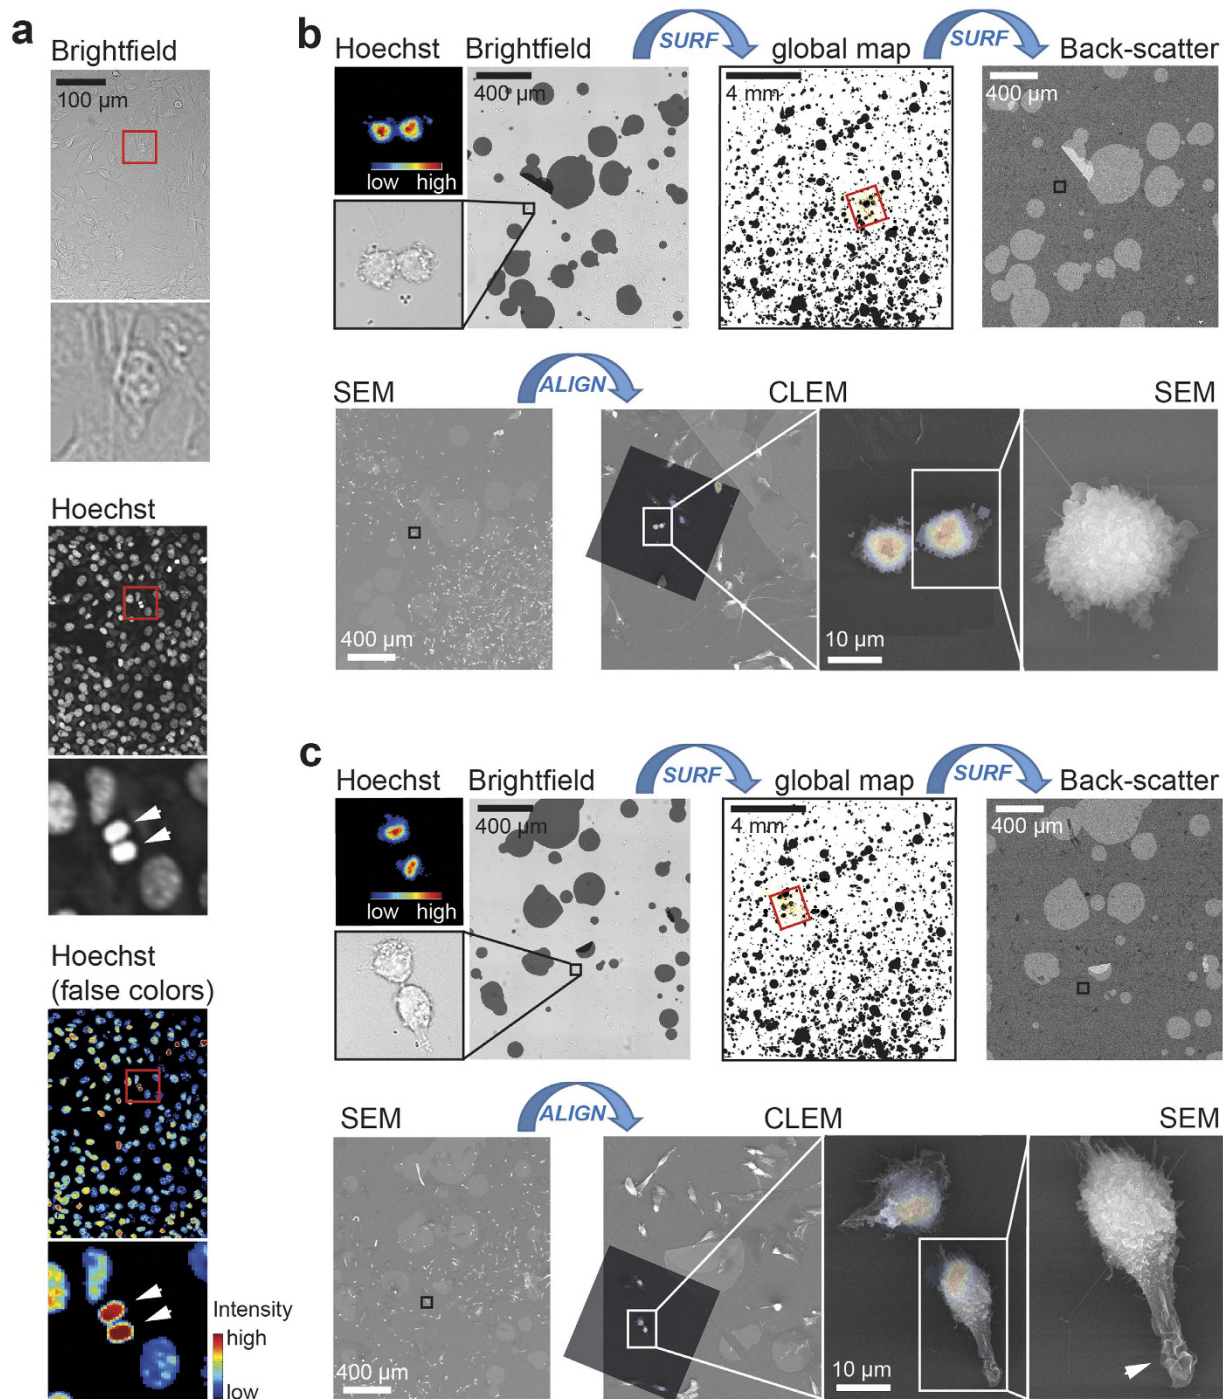 a
Brightfield
100 µm
Hoechst
Hoechst
(false colors)
Intensity
high
low
b
Hoechst
Brightfield
SURF
global map
SURF
Back-scatter
400 µm
4 mm
400 µm
low high
SEM
ALIGN
CLEM
SEM
400 µm
10 µm
c
Hoechst
Brightfield
SURF
global map
SURF
Back-scatter
400 µm
4 mm
400 µm
low high
SEM
ALIGN
CLEM
SEM
400 µm
10 µm